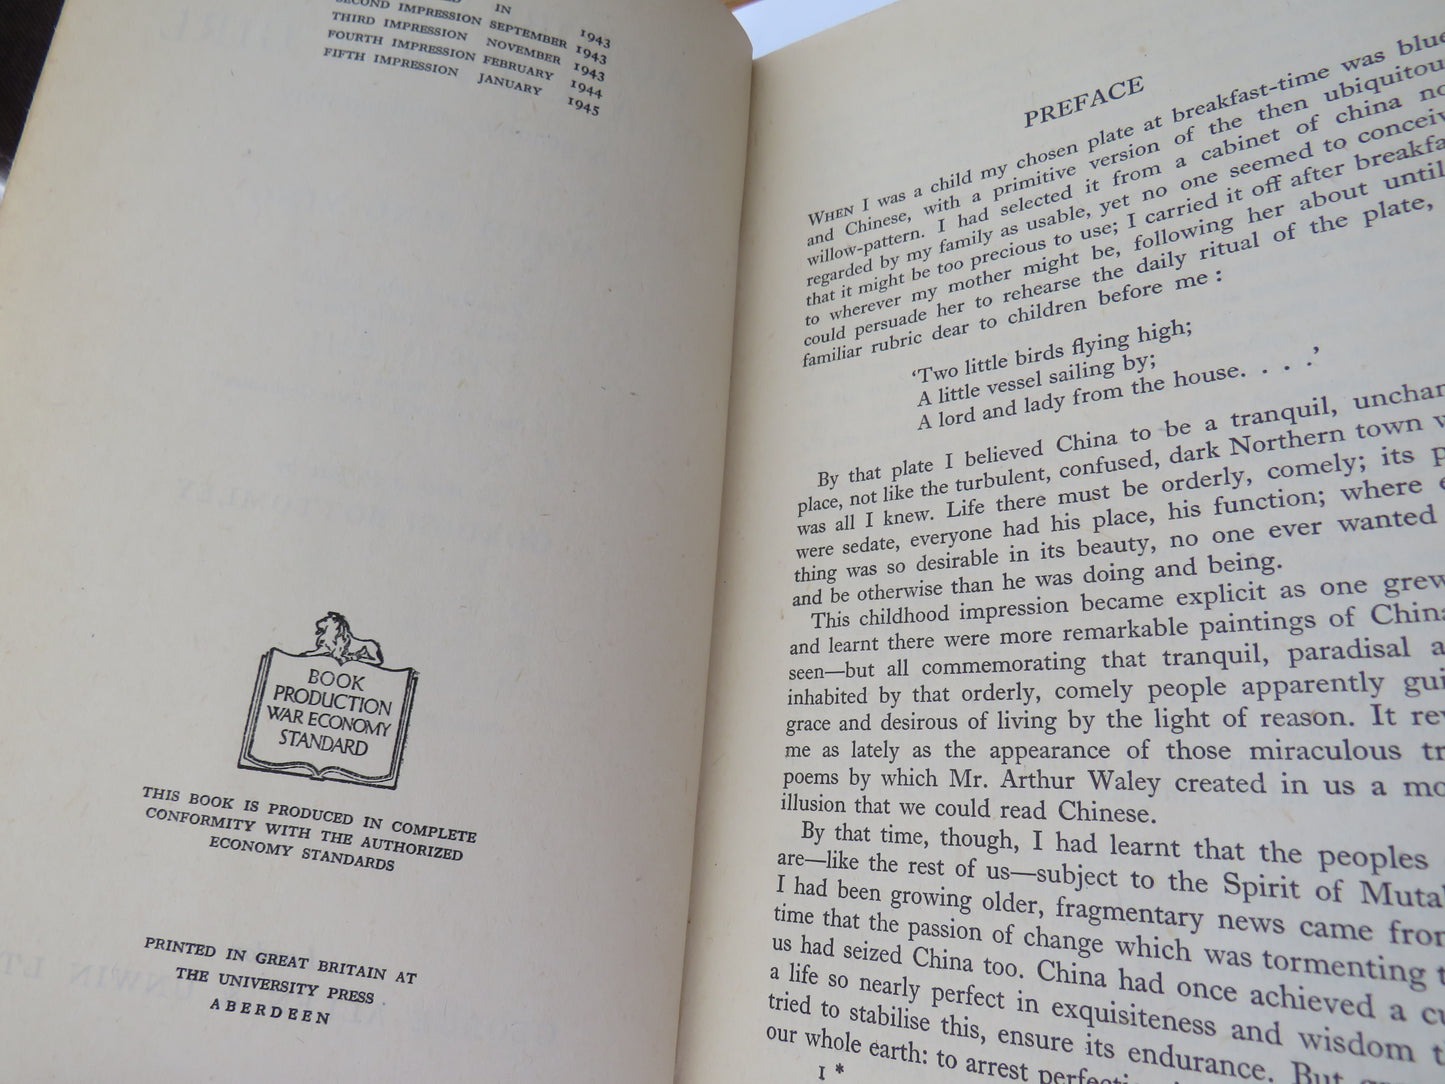 IN
1943
SECOND IMPRESSION SEPTEMBER 1943
THIRD IMPRESSION NOVEMBER 1943
FOURTH IMPRESSION FEBRUARY 1944
FIFTH IMPRESSION JANUARY 1945
BOOK
PRODUCTION
WAR ECONOMY
STANDARD
THIS BOOK IS PRODUCED IN COMPLETE
CONFORMITY WITH THE AUTHORIZED
ECONOMY STANDARDS
PRINTED IN GREAT BRITAIN AT
THE UNIVERSITY PRESS
ABERDEEN
PREFACE
WHEN I was a child my chosen plate at breakfast-time was blue
and Chinese, with a primitive version of the then ubiquitou
willow-pattern. I had selected it from a cabinet of china no
regarded by my family as usable, yet no one seemed to conceiv
that it might be too precious to use; I carried it off after breakfa
to wherever my mother might be, following her about until
could persuade her to rehearse the daily ritual of the plate,
familiar rubric dear to children before me:
‘Two little birds flying high;
A little vessel sailing by;
A lord and lady from the house. . . .’
By that plate I believed China to be a tranquil, unchan
place, not like the turbulent, confused, dark Northern town w
was all I knew. Life there must be orderly, comely; its p
were sedate, everyone had his place, his function; where e
thing was so desirable in its beauty, no one ever wanted
and be otherwise than he was doing and being.
This childhood impression became explicit as one grew
and learnt there were more remarkable paintings of China
seen—but all commemorating that tranquil, paradisal a
inhabited by that orderly, comely people apparently gui
grace and desirous of living by the light of reason. It rev
me as lately as the appearance of those miraculous tr
poems by which Mr. Arthur Waley created in us a mo
illusion that we could read Chinese.
By that time, though, I had learnt that the peoples
are—like the rest of us—subject to the Spirit of Mutab
I had been growing older, fragmentary news came from
time that the passion of change which was tormenting t
us had seized China too. China had once achieved a cu
a life so nearly perfect in exquisiteness and wisdom t
tried to stabilise this, ensure its endurance. But
our whole earth: to arrest
1 *